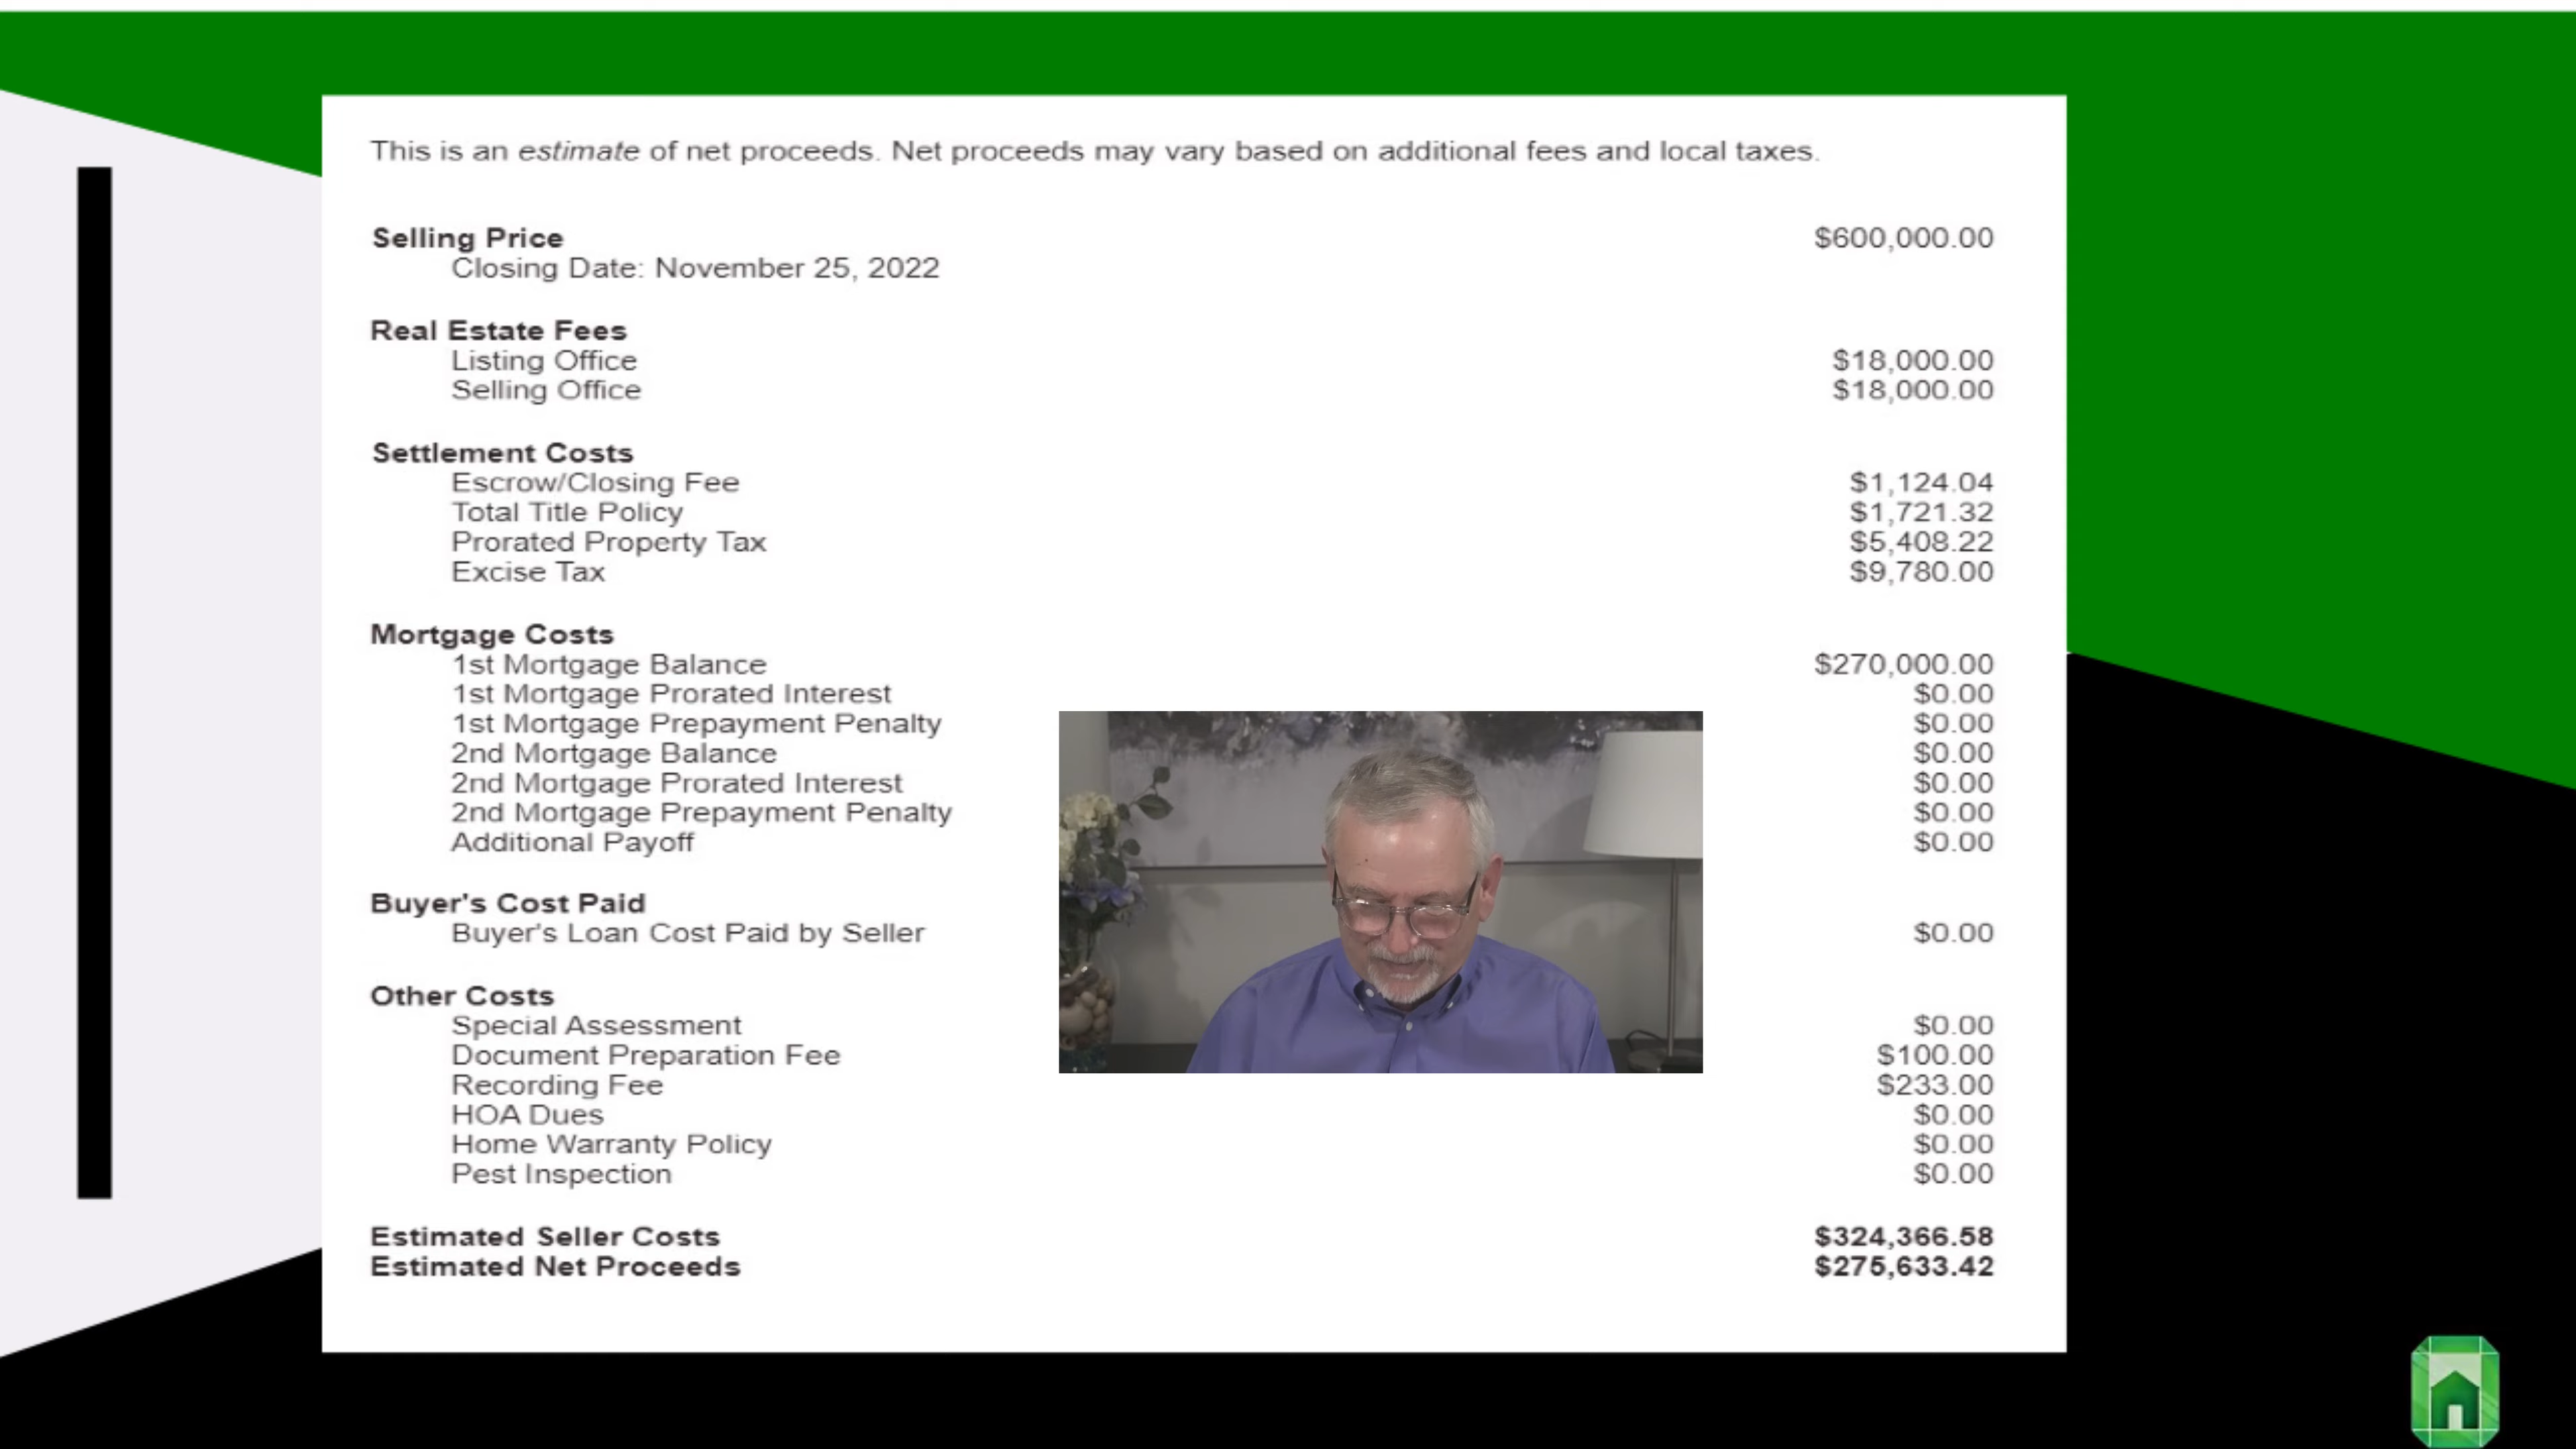 This is an estimate of net proceeds. Net proceeds may vary based on additional fees and local taxes.
Selling Price $600,000.00
Closing Date: November 25, 2022
Real Estate Fees
Listing Office $18,000.00
Selling Office $18,000.00
Settlement Costs
Escrow/Closing Fee $1,124.04
Total Title Policy $1,721.32
Prorated Property Tax $5,408.22
Excise Tax $9,780.00
Mortgage Costs
1st Mortgage Balance $270,000.00
1st Mortgage Prorated Interest $0.00
1st Mortgage Prepayment Penalty $0.00
2nd Mortgage Balance $0.00
2nd Mortgage Prorated Interest $0.00
2nd Mortgage Prepayment Penalty $0.00
Additional Payoff $0.00
Buyer's Cost Paid
Buyer's Loan Cost Paid by Seller $0.00
Other Costs
Special Assessment $0.00
Document Preparation Fee $100.00
Recording Fee $233.00
HOA Dues $0.00
Home Warranty Policy $0.00
Pest Inspection $0.00
Estimated Seller Costs $324,366.58
Estimated Net Proceeds $275,633.42